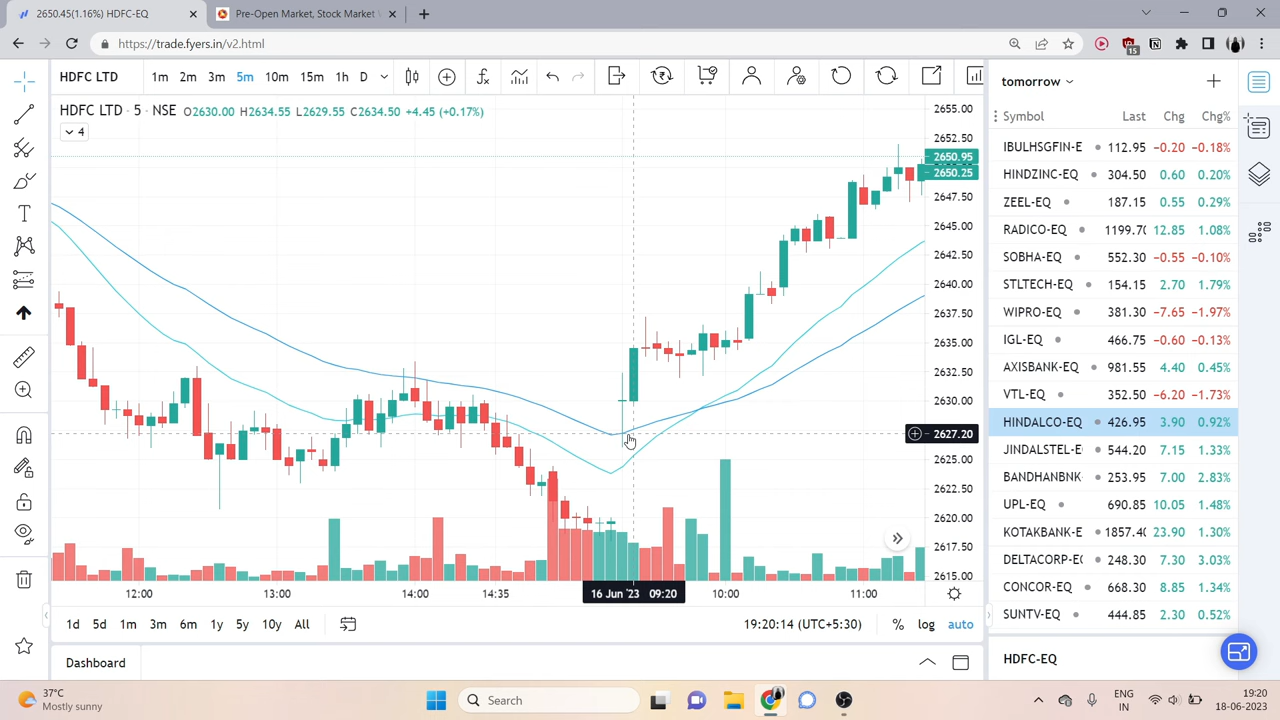 2650.45(1.16%) HDFC-EQ
Pre-Open Market, Stock Market
https://trade.fyers.in/v2.html
15
HDFC LTD 1m 2m 3m 5m 10m 15m 1h D
HDFC LTD · 5 · NSE O2630.00 H2634.55 L2629.55 C2634.50 +4.45 (+0.17%)
4
2655.00
2652.50
2650.95
2650.25
2647.50
2645.00
2642.50
2640.00
2637.50
2635.00
2632.50
2630.00
2627.20
2625.00
2622.50
2620.00
2617.50
2615.00
12:00 13:00 14:00 14:35 16 Jun '23 09:20 10:00 11:00
1d 5d 1m 3m 6m 1y 5y 10y All 19:20:14 (UTC+5:30) % log auto
Dashboard
tomorrow
Symbol Last Chg Chg%
IBULHSGFIN-E 112.95 −0.20 −0.18%
HINDZINC-EQ 304.50 0.60 0.20%
ZEEL-EQ 187.15 0.55 0.29%
RADICO-EQ 1199.70 12.85 1.08%
SOBHA-EQ 552.30 −0.55 −0.10%
STLTECH-EQ 154.15 2.70 1.79%
WIPRO-EQ 381.30 −7.65 −1.97%
IGL-EQ 466.75 −0.60 −0.13%
AXISBANK-EQ 981.55 4.40 0.45%
VTL-EQ 352.50 −6.20 −1.73%
HINDALCO-EQ 426.95 3.90 0.92%
JINDALSTEL-E 544.20 7.15 1.33%
BANDHANBNK- 253.95 7.00 2.83%
UPL-EQ 690.85 10.05 1.48%
KOTAKBANK-E 1857.40 23.90 1.30%
DELTACORP-EQ 248.30 7.30 3.03%
CONCOR-EQ 668.30 8.85 1.34%
SUNTV-EQ 444.85 2.30 0.52%
HDFC-EQ
37°C
Mostly sunny
Search
ENG
IN
19:20
18-06-2023